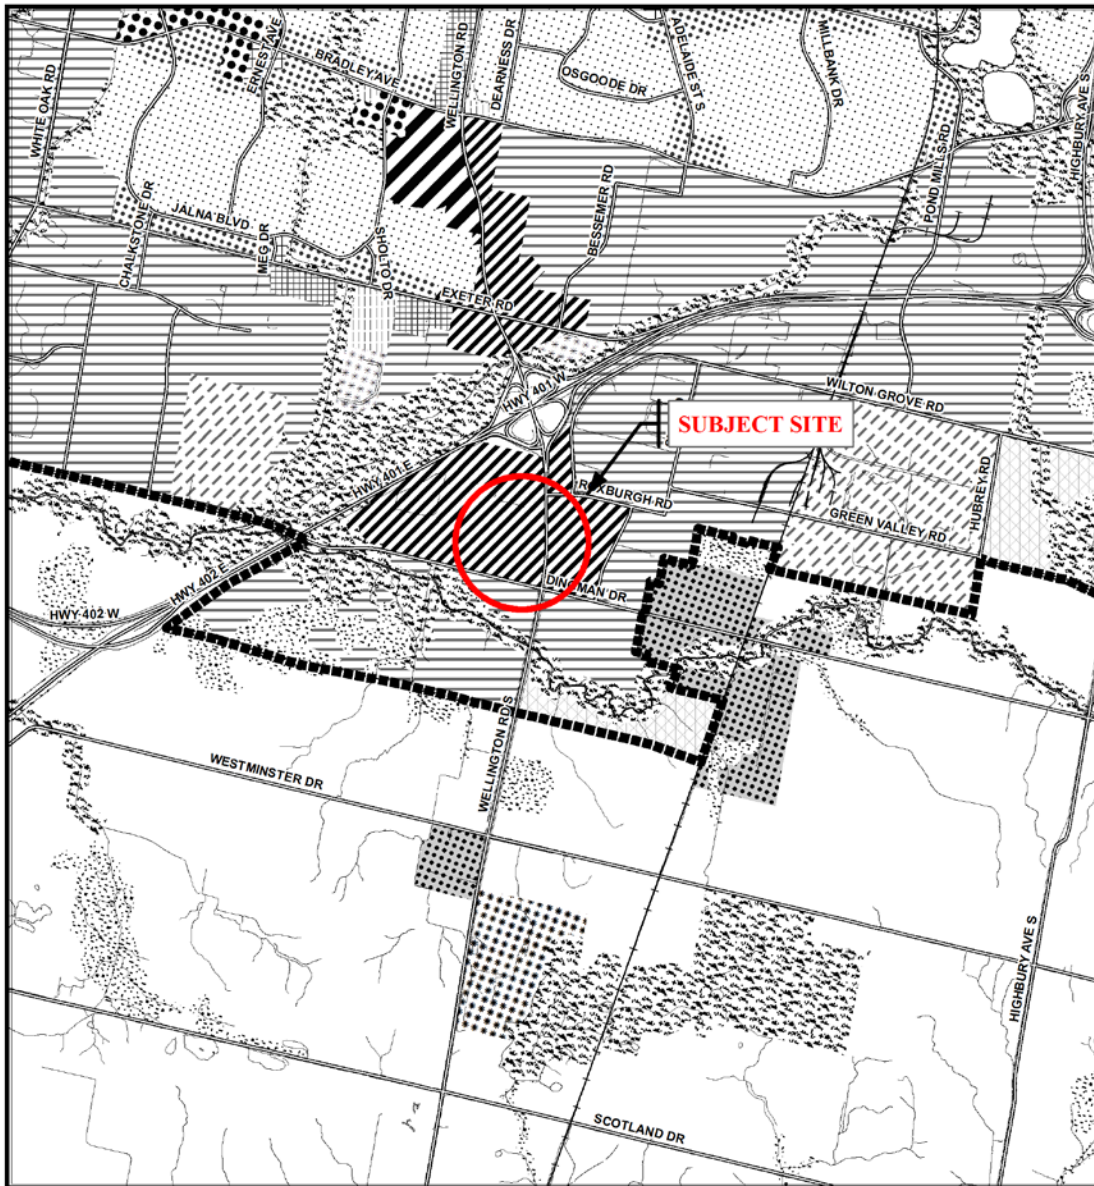 WHITE OAK RD
ERNEST AVE
BRADLEY AVE
WELLINGTON RD
DEARNESS DR
OSGOODE DR
ADELAIDE ST S
MILLBANK DR
POND MILLS RD
HIGHBURY AVE S
CHALKSTONE DR
JALNA BLVD
MEG DR
SHOLTO DR
BESSEMER RD
EXETER RD
HWY 401 W
WILTON GROVE RD
SUBJECT SITE
HWY 401 E
ROXBURGH RD
GREEN VALLEY RD
HUBREY RD
DINGMAN DR
HWY 402 E
HWY 402 W
WELLINGTON RD S
WESTMINSTER DR
HIGHBURY AVE S
SCOTLAND DR